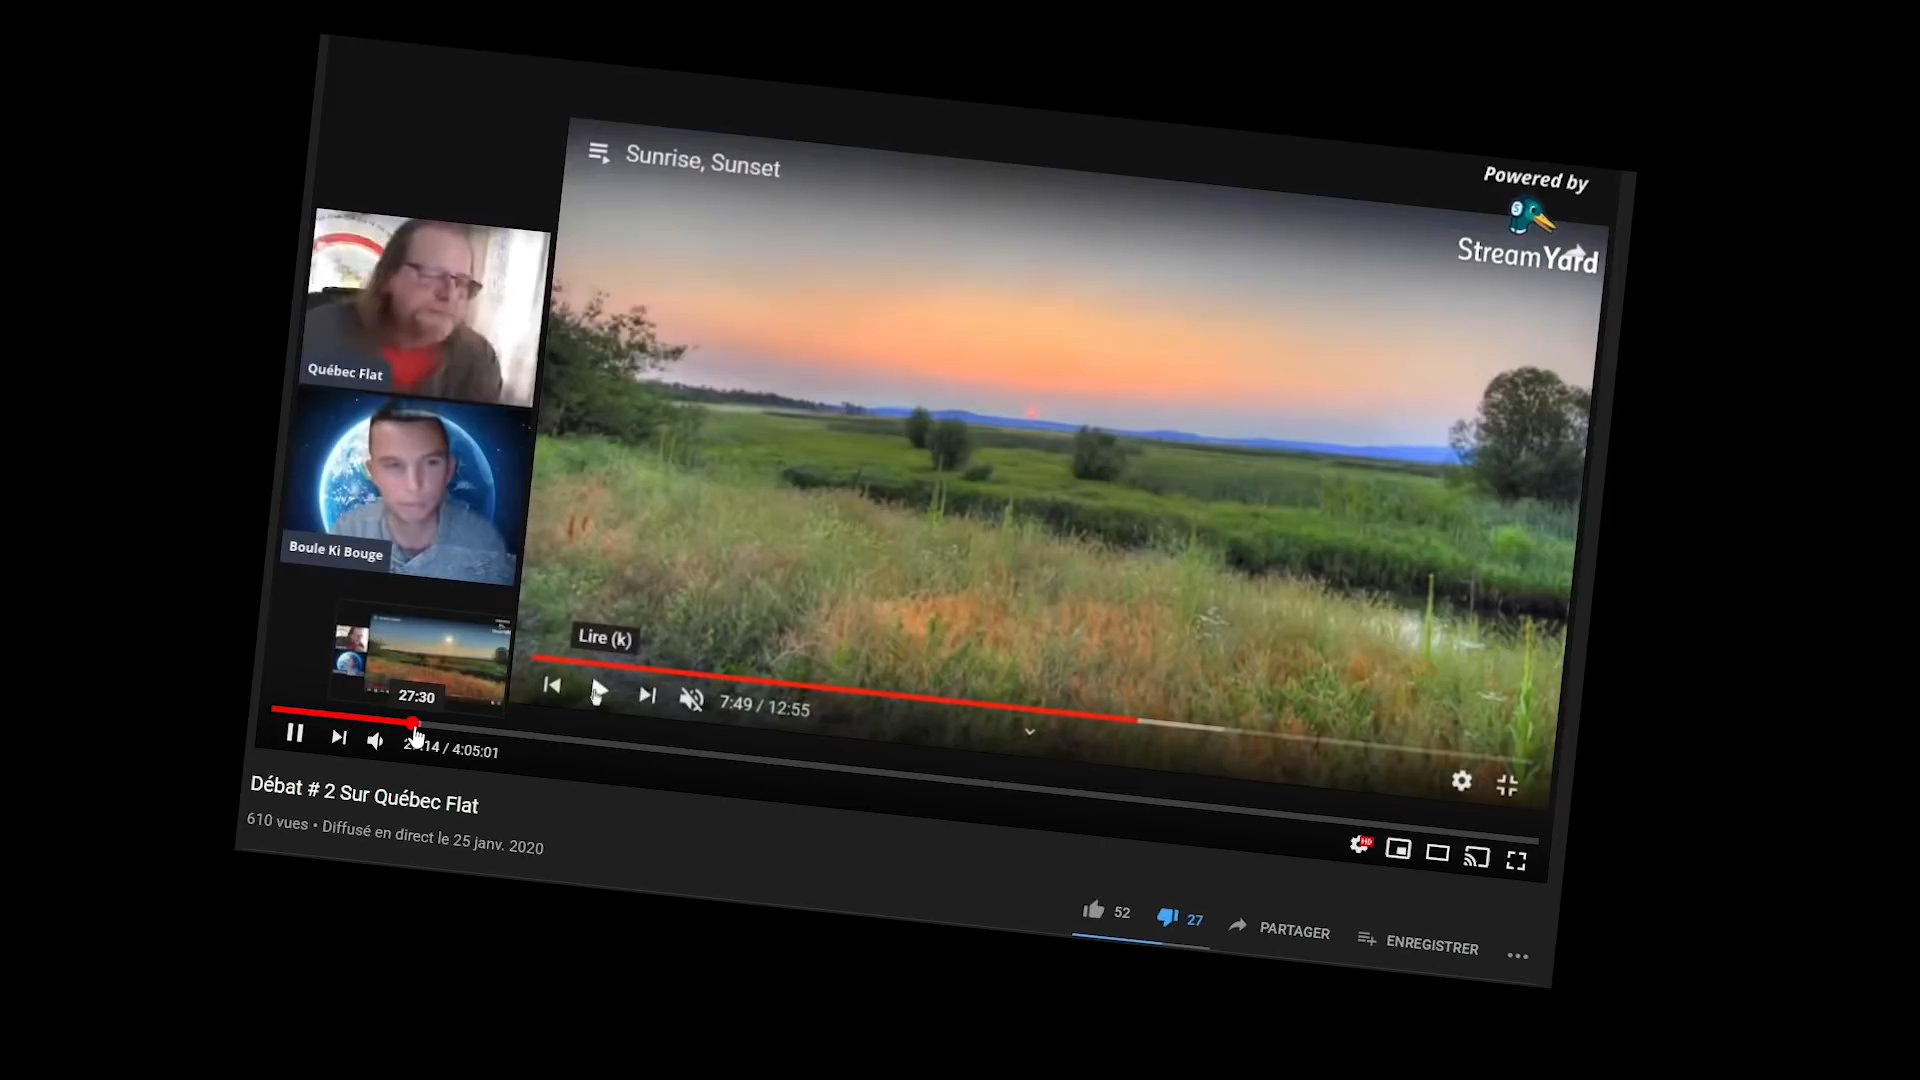 Sunrise, Sunset
Powered by
StreamYard
Québec Flat
Boule Ki Bouge
Lire (k)
7:49 / 12:55
27:30
/ 4:05:01
Débat # 2 Sur Québec Flat
610 vues • Diffusé en direct le 25 janv. 2020
HD
52
27
PARTAGER
ENREGISTRER